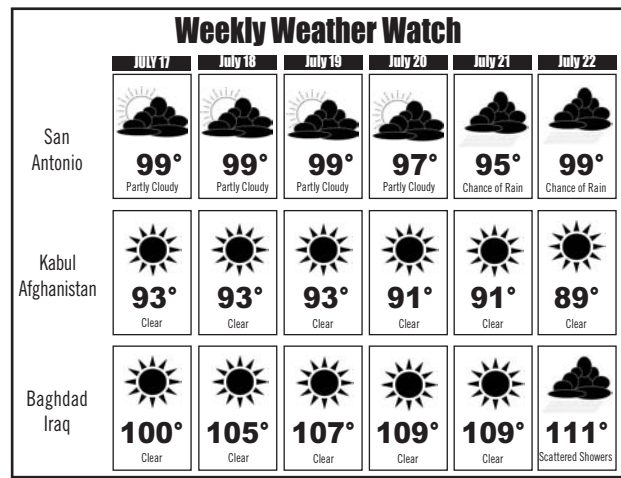 Weekly Weather Watch
JULY 17 July 18 July 19 July 20 July 21 July 22
San
Antonio
99° 99° 99° 97° 95° 99°
Partly Cloudy Partly Cloudy Partly Cloudy Partly Cloudy Chance of Rain Chance of Rain
Kabul
Afghanistan
93° 93° 93° 91° 91° 89°
Clear Clear Clear Clear Clear Clear
Baghdad
Iraq
100° 105° 107° 109° 109° 111°
Clear Clear Clear Clear Clear Scattered Showers